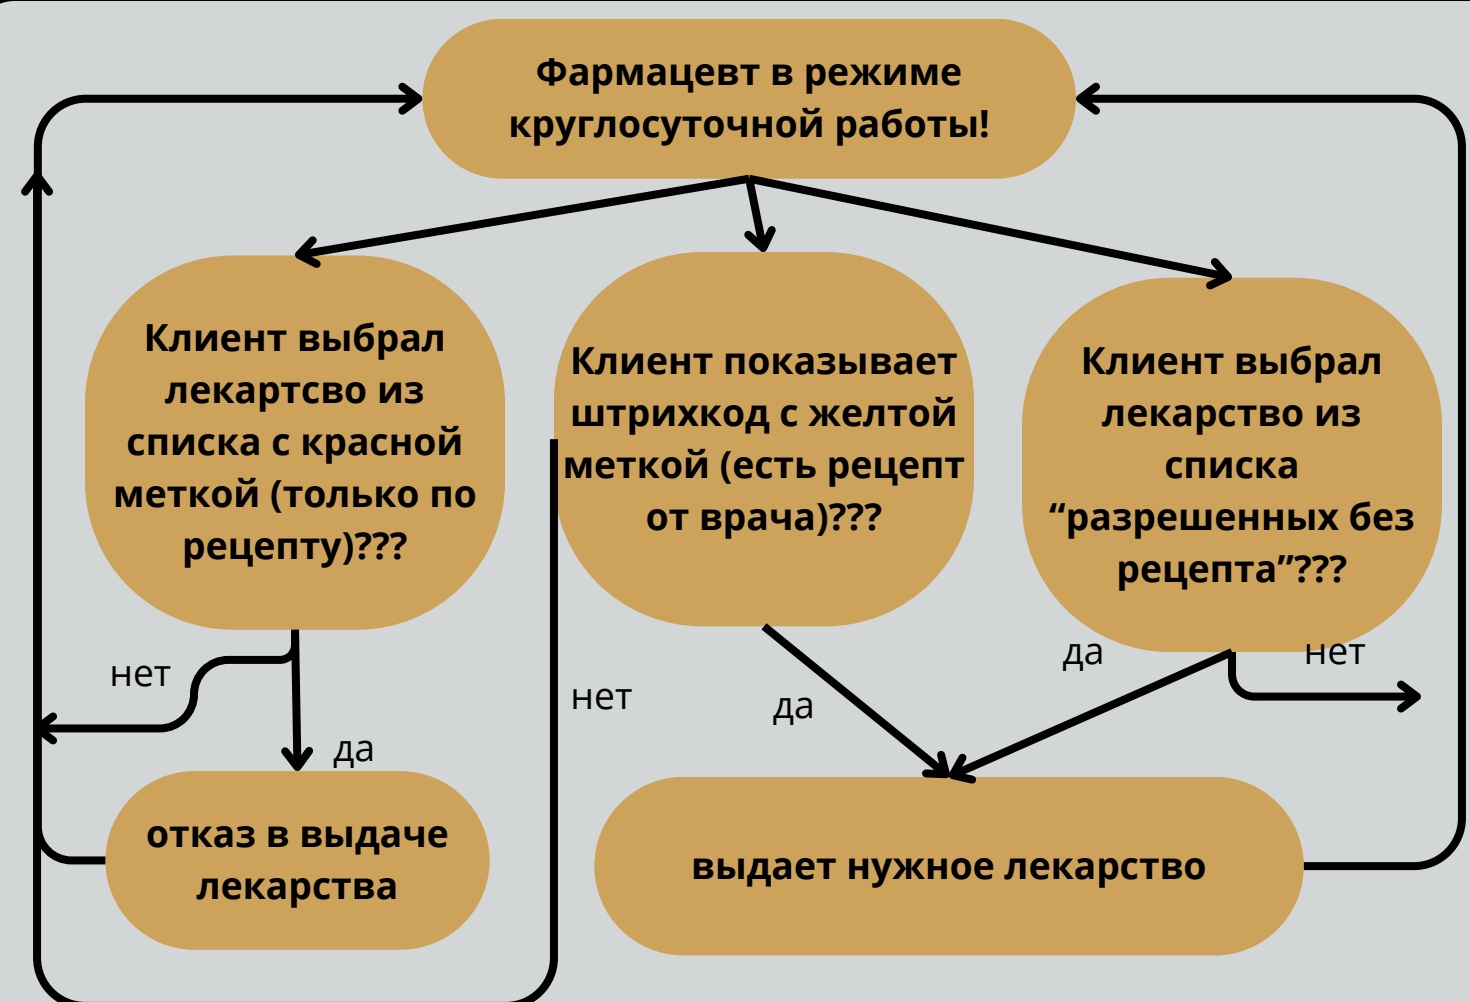 Фармацевт в режиме
круглосуточной работы!
Клиент выбрал
лекартсво из
списка с красной
меткой (только по
рецепту)???
Клиент показывает
штрихкод с желтой
меткой (есть рецепт
от врача)???
Клиент выбрал
лекарство из
списка
“разрешенных без
рецепта”???
нет
да
нет
да
да
нет
отказ в выдаче
лекарства
выдает нужное лекарство